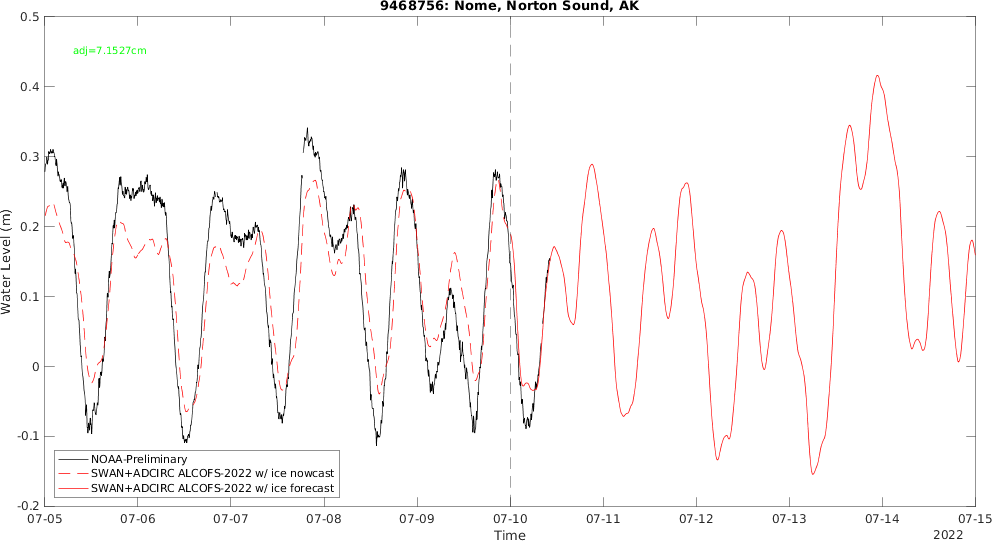 9468756: Nome, Norton Sound, AK
adj=7.1527cm
0.5
0.4
0.3
0.2
0.1
0
-0.1
-0.2
Water Level (m)
NOAA-Preliminary
SWAN+ADCIRC ALCOFS-2022 w/ ice nowcast
SWAN+ADCIRC ALCOFS-2022 w/ ice forecast
07-05 07-06 07-07 07-08 07-09 07-10 07-11 07-12 07-13 07-14 07-15
Time
2022